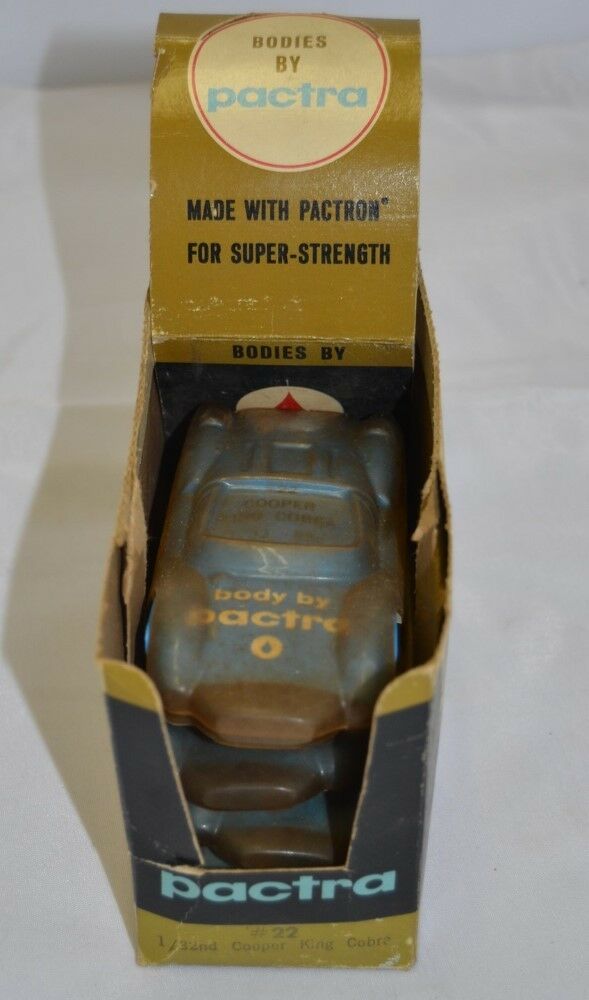 BODIES
BY
pactra
MADE WITH PACTRON®
FOR SUPER-STRENGTH
BODIES BY
22
COOPER
KING COBRA
body by
pactra
pactra
#22
1/32nd Cooper King Cobra